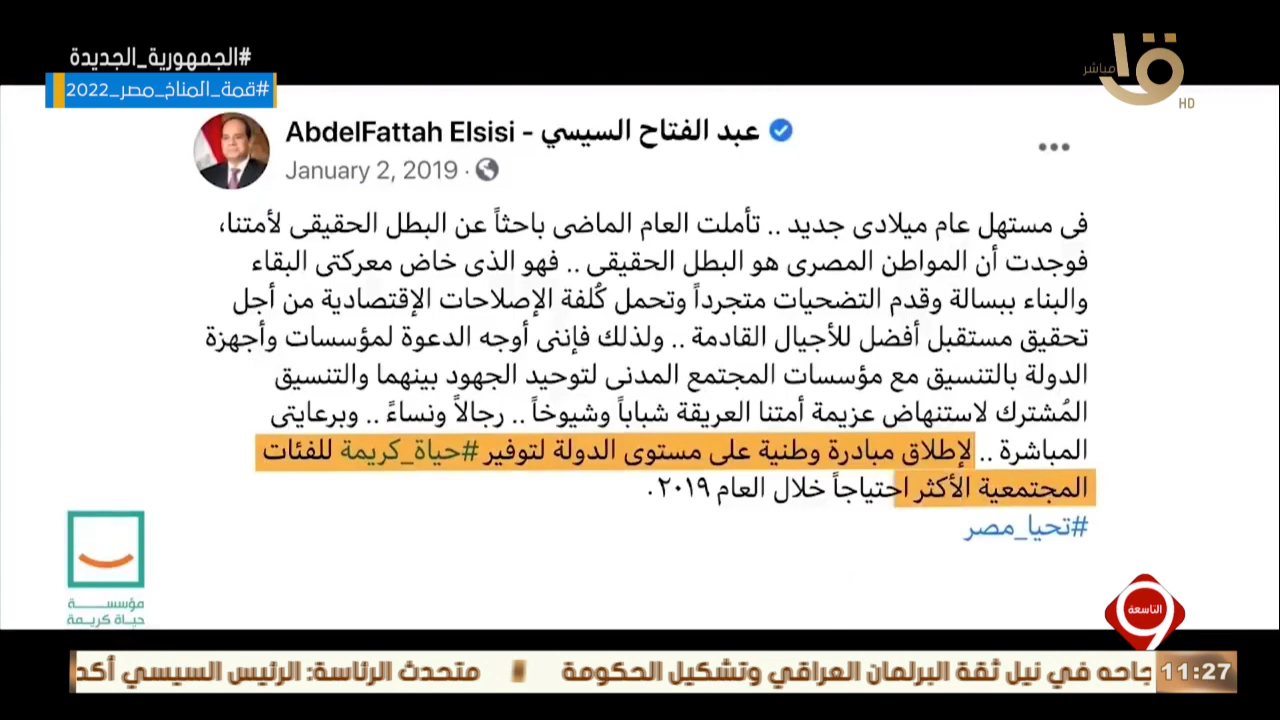 #الجمهورية_الجديدة
#قمة_المناخ_مصر_2022
مباشر
HD
AbdelFattah Elsisi - عبد الفتاح السيسي
January 2, 2019 ·
فى مستهل عام ميلادى جديد .. تأملت العام الماضى باحثاً عن البطل الحقيقى لأمتنا،
فوجدت أن المواطن المصرى هو البطل الحقيقى .. فهو الذى خاض معركتى البقاء
والبناء ببسالة وقدم التضحيات متجرداً وتحمل كُلفة الإصلاحات الإقتصادية من أجل
تحقيق مستقبل أفضل للأجيال القادمة .. ولذلك فإننى أوجه الدعوة لمؤسسات وأجهزة
الدولة بالتنسيق مع مؤسسات المجتمع المدنى لتوحيد الجهود بينهما والتنسيق
المُشترك لاستنهاض عزيمة أمتنا العريقة شباباً وشيوخاً .. رجالاً ونساءً .. وبرعايتى
المباشرة .. لإطلاق مبادرة وطنية على مستوى الدولة لتوفير #حياة_كريمة للفئات
المجتمعية الأكثر احتياجاً خلال العام ٢٠١٩.
#تحيا_مصر
مؤسسة
حياة كريمة
التاسعة
9
جاحه في نيل ثقة البرلمان العراقي وتشكيل الحكومة
متحدث الرئاسة: الرئيس السيسي أكد
11:27